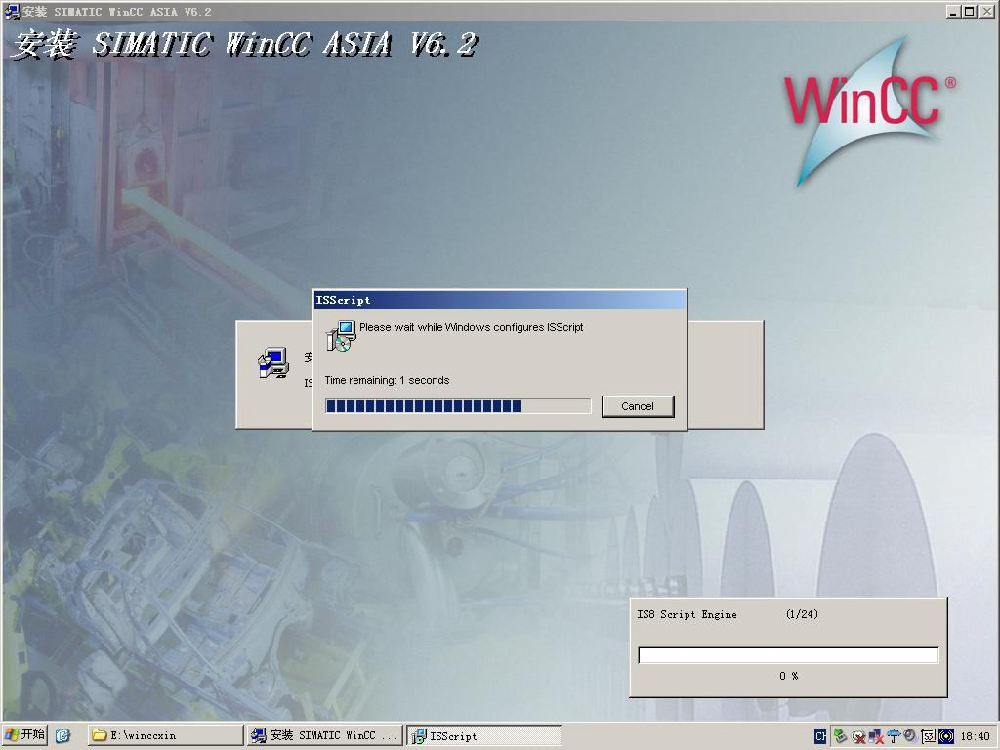 安装 SIMATIC WinCC ASIA V6.2
安装 SIMATIC WinCC ASIA V6.2
WinCC®
ISScript
Please wait while Windows configures ISScript
Time remaining: 1 seconds
Cancel
IS8 Script Engine (1/24)
0 %
开始
E:\winccxin
安装 SIMATIC WinCC ...
ISScript
CH
18:40